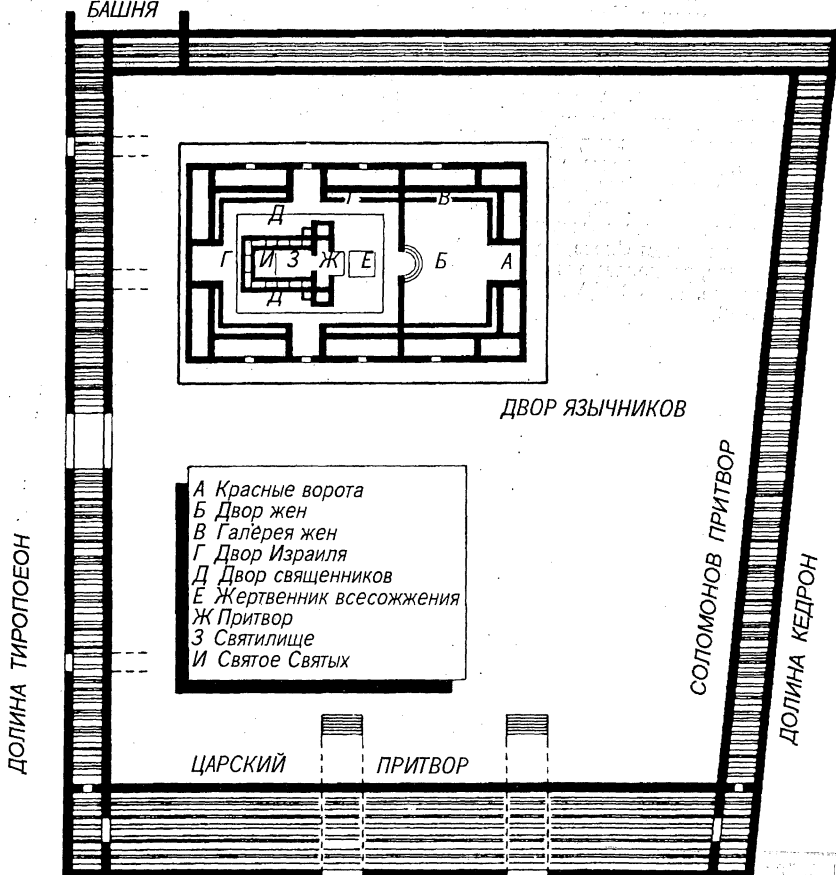 БАШНЯ
Г В
Д
Г И З Ж Е Б А
Д
ДВОР ЯЗЫЧНИКОВ
А Красные ворота
Б Двор жен
В Галерея жен
Г Двор Израиля
Д Двор священников
Е Жертвенник всесожжения
Ж Притвор
З Святилище
И Святое Святых
ДОЛИНА ТИРОПОЕОН
СОЛОМОНОВ ПРИТВОР
ДОЛИНА КЕДРОН
ЦАРСКИЙ ПРИТВОР